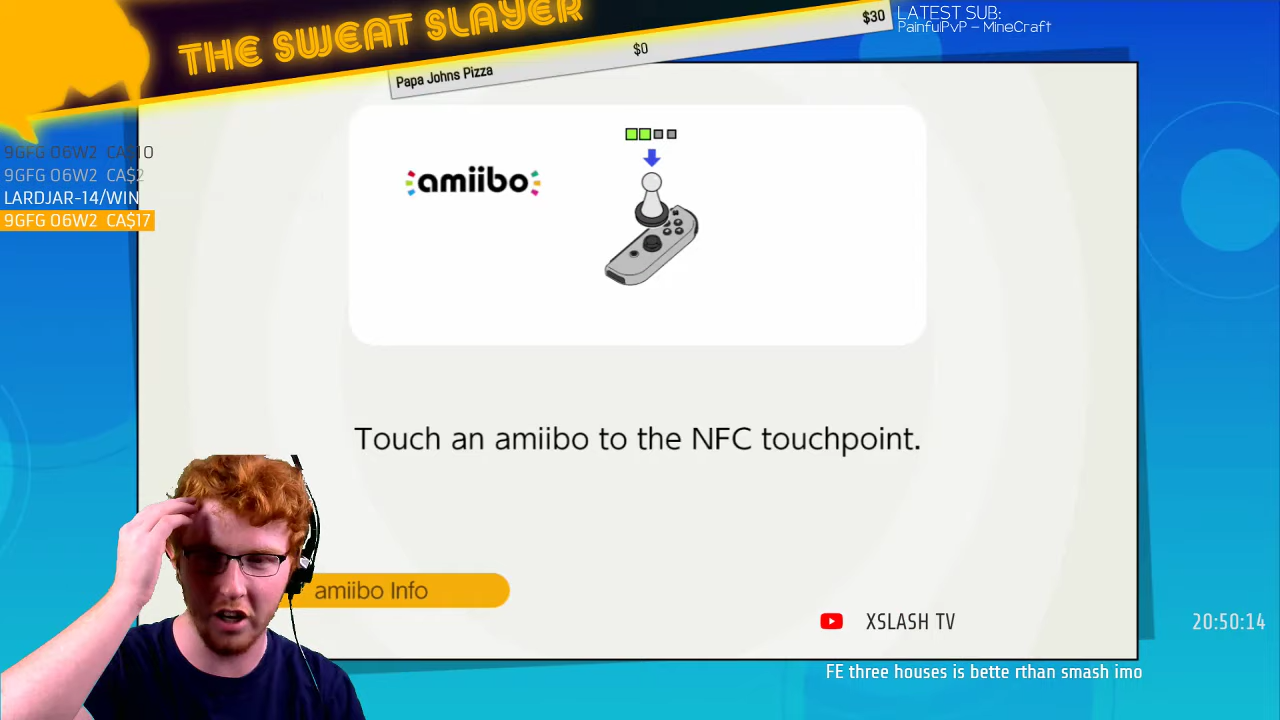 THE SWEAT SLAYER
$0
$30
Papa Johns Pizza
LATEST SUB:
PainfulPvP – MineCraft
9GFG O6W2 CA$10
9GFG O6W2 CA$2
LARDJAR-14/WIN
9GFG O6W2 CA$17
amiibo
Touch an amiibo to the NFC touchpoint.
amiibo Info
XSLASH TV
20:50:14
FE three houses is bette rthan smash imo